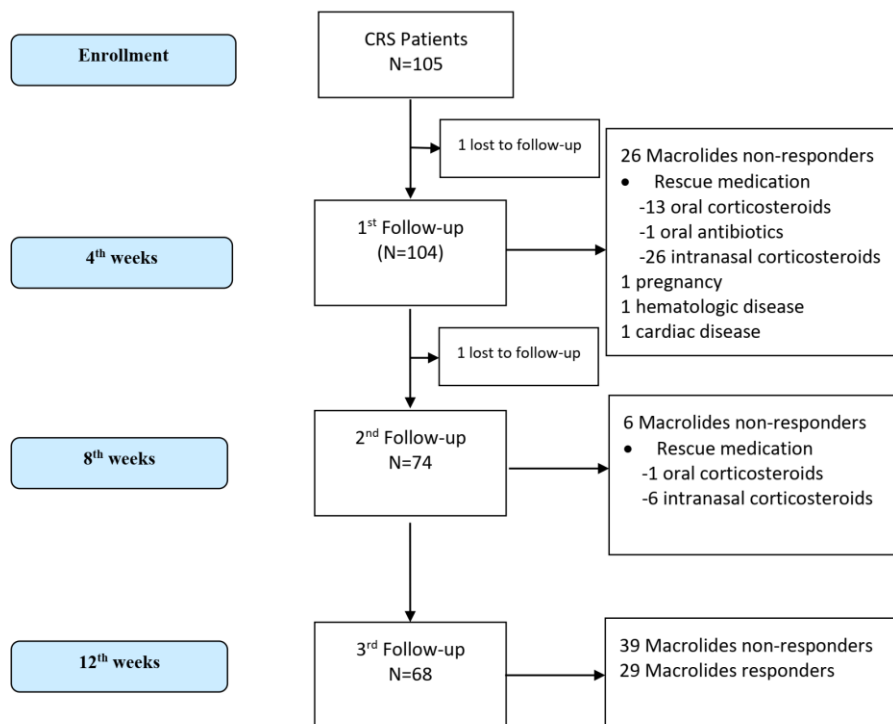 Enrollment
CRS Patients
N=105
1 lost to follow-up
4th weeks
1st Follow-up
(N=104)
26 Macrolides non-responders
• Rescue medication
-13 oral corticosteroids
-1 oral antibiotics
-26 intranasal corticosteroids
1 pregnancy
1 hematologic disease
1 cardiac disease
1 lost to follow-up
8th weeks
2nd Follow-up
N=74
6 Macrolides non-responders
• Rescue medication
-1 oral corticosteroids
-6 intranasal corticosteroids
12th weeks
3rd Follow-up
N=68
39 Macrolides non-responders
29 Macrolides responders